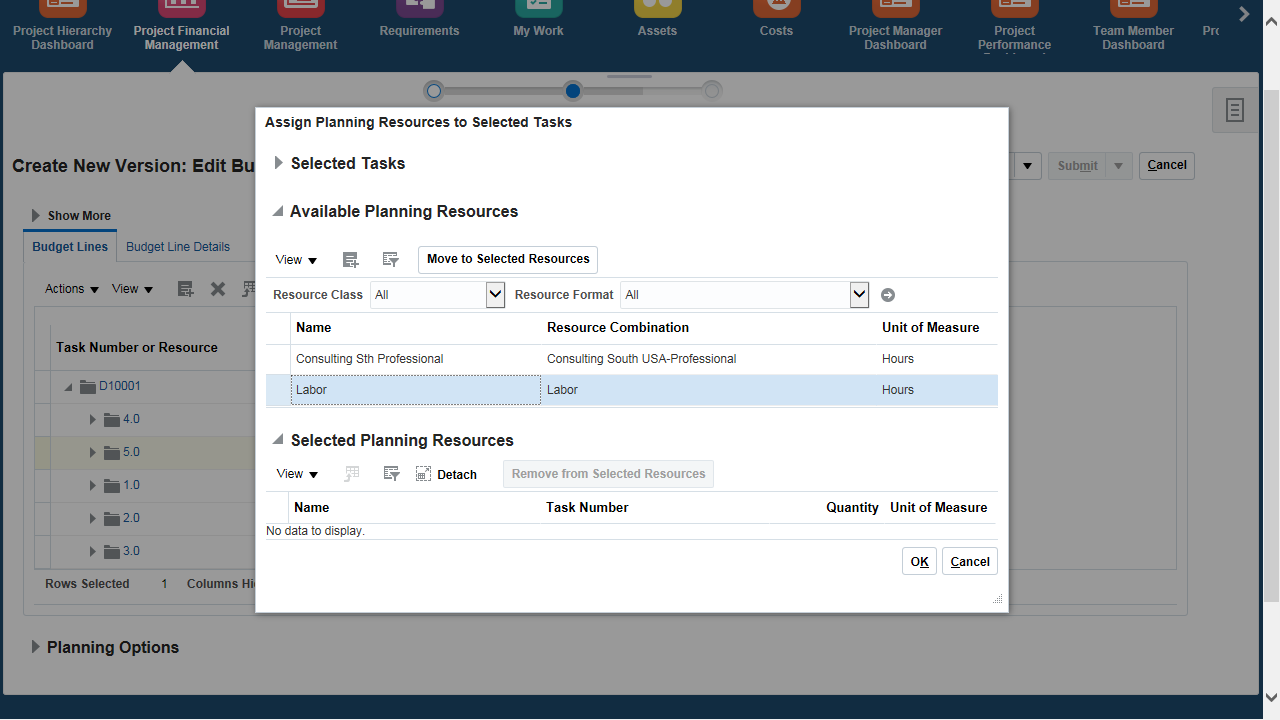 Project Hierarchy Dashboard
Project Financial Management
Project Management
Requirements
My Work
Assets
Costs
Project Manager Dashboard
Project Performance
Team Member Dashboard
Assign Planning Resources to Selected Tasks
Selected Tasks
Create New Version: Edit Bu
Submit
Cancel
Available Planning Resources
Show More
Budget Lines
Budget Line Details
View
Move to Selected Resources
Actions
View
Resource Class
All
Resource Format
All
Name
Resource Combination
Unit of Measure
Task Number or Resource
Consulting Sth Professional
Consulting South USA-Professional
Hours
Labor
Labor
Hours
D10001
4.0
5.0
1.0
2.0
3.0
Selected Planning Resources
View
Detach
Remove from Selected Resources
Name
Task Number
Quantity
Unit of Measure
No data to display.
OK
Cancel
Rows Selected 1
Columns Hi
Planning Options